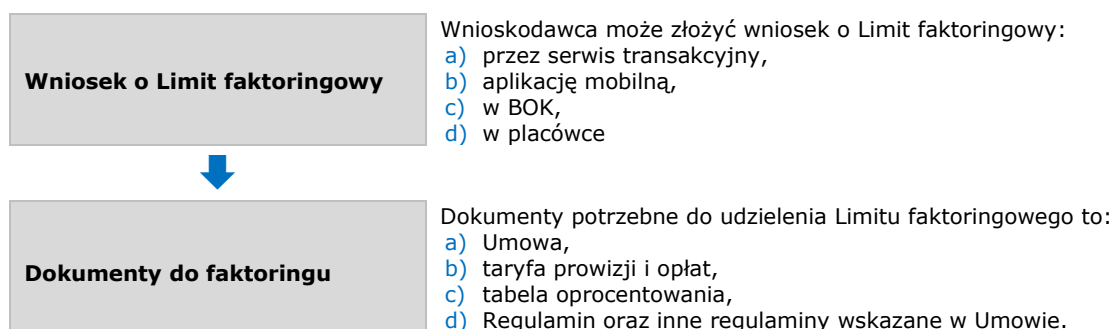 Wniosek o Limit faktoringowy
Wnioskodawca może złożyć wniosek o Limit faktoringowy:
a) przez serwis transakcyjny,
b) aplikację mobilną,
c) w BOK,
d) w placówce
Dokumenty do faktoringu
Dokumenty potrzebne do udzielenia Limitu faktoringowego to:
a) Umowa,
b) taryfa prowizji i opłat,
c) tabela oprocentowania,
d) Regulamin oraz inne regulaminy wskazane w Umowie.